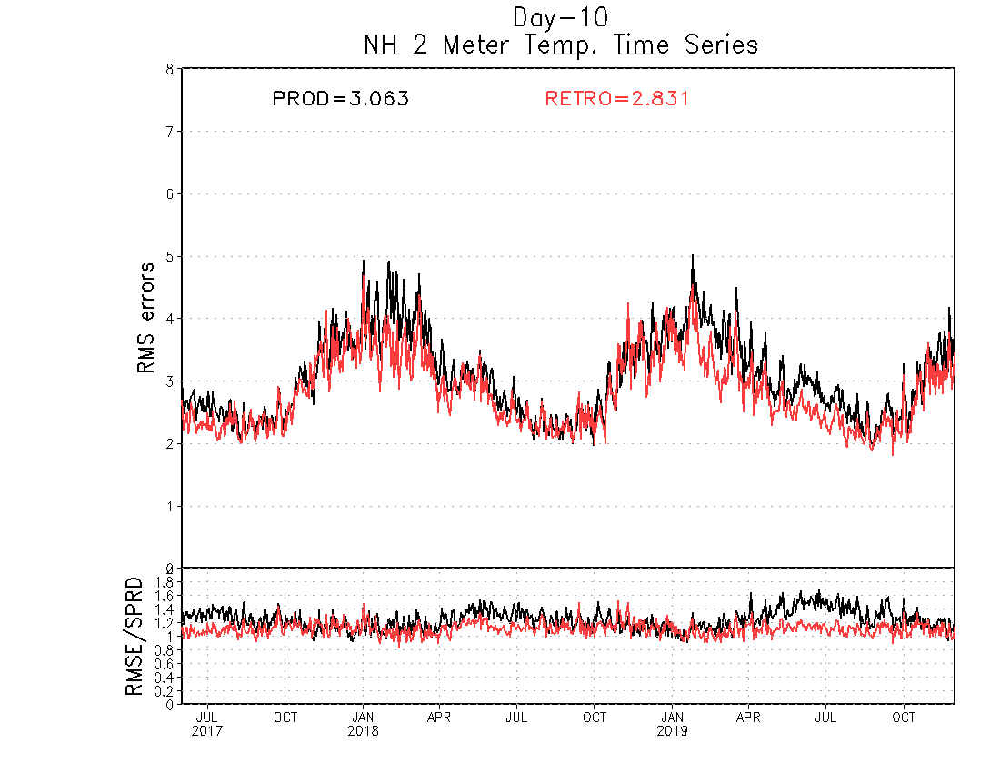 Day-10
NH 2 Meter Temp. Time Series
PROD=3.063 RETRO=2.831
8
7
6
5
4
3
2
1
0
RMS errors
2
1.8
1.6
1.4
1.2
1
0.8
0.6
0.4
0.2
0
RMSE/SPRD
JUL OCT JAN APR JUL OCT JAN APR JUL OCT
2017 2018 2019